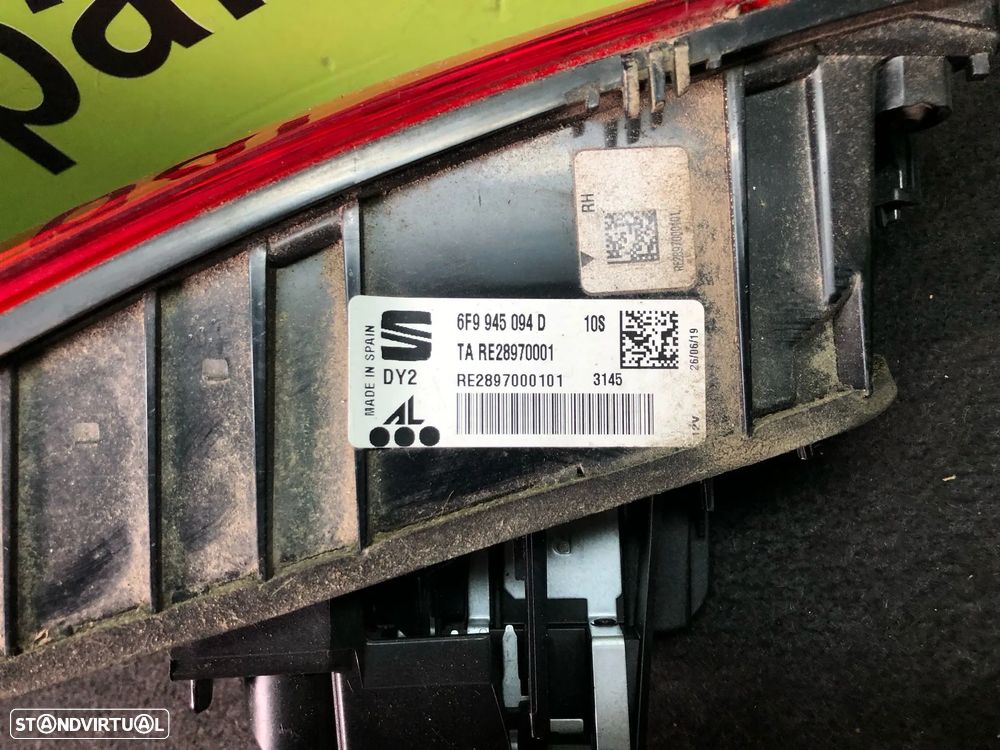 par
RH
RE2897000101
MADE IN SPAIN
6F9 945 094 D 10S
TA RE28970001
DY2
RE2897000101 3145
26/06/19
12V
AL
STANDVIRTUAL